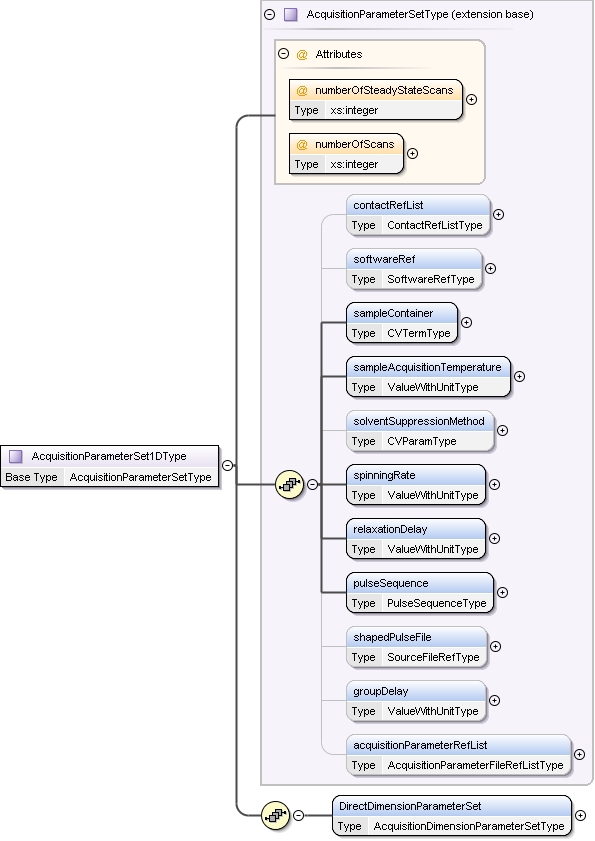 AcquisitionParameterSetType (extension base)
@ Attributes
@ numberOfSteadyStateScans
Type xs:integer
@ numberOfScans
Type xs:integer
contactRefList
Type ContactRefListType
softwareRef
Type SoftwareRefType
sampleContainer
Type CVTermType
sampleAcquisitionTemperature
Type ValueWithUnitType
solventSuppressionMethod
Type CVParamType
AcquisitionParameterSet1DType
Base Type AcquisitionParameterSetType
spinningRate
Type ValueWithUnitType
relaxationDelay
Type ValueWithUnitType
pulseSequence
Type PulseSequenceType
shapedPulseFile
Type SourceFileRefType
groupDelay
Type ValueWithUnitType
acquisitionParameterRefList
Type AcquisitionParameterFileRefListType
DirectDimensionParameterSet
Type AcquisitionDimensionParameterSetType